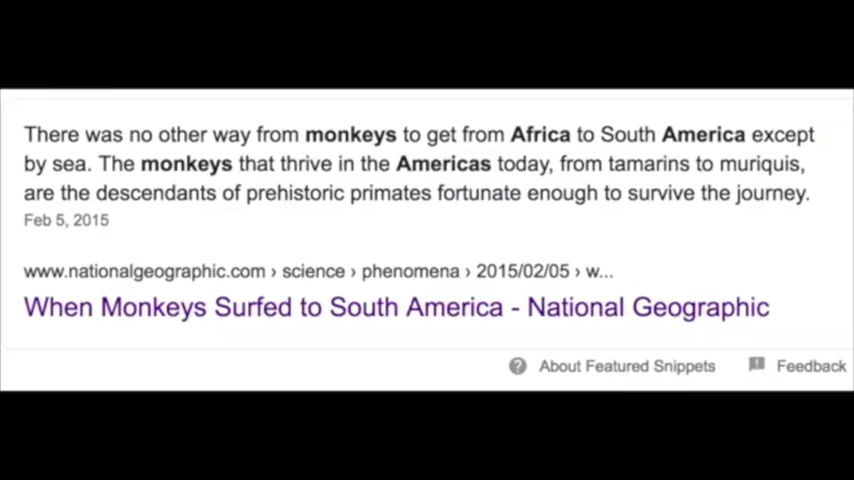 There was no other way from monkeys to get from Africa to South America except
by sea. The monkeys that thrive in the Americas today, from tamarins to muriquis,
are the descendants of prehistoric primates fortunate enough to survive the journey.
Feb 5, 2015
www.nationalgeographic.com › science › phenomena › 2015/02/05 › w...
When Monkeys Surfed to South America - National Geographic
About Featured Snippets Feedback